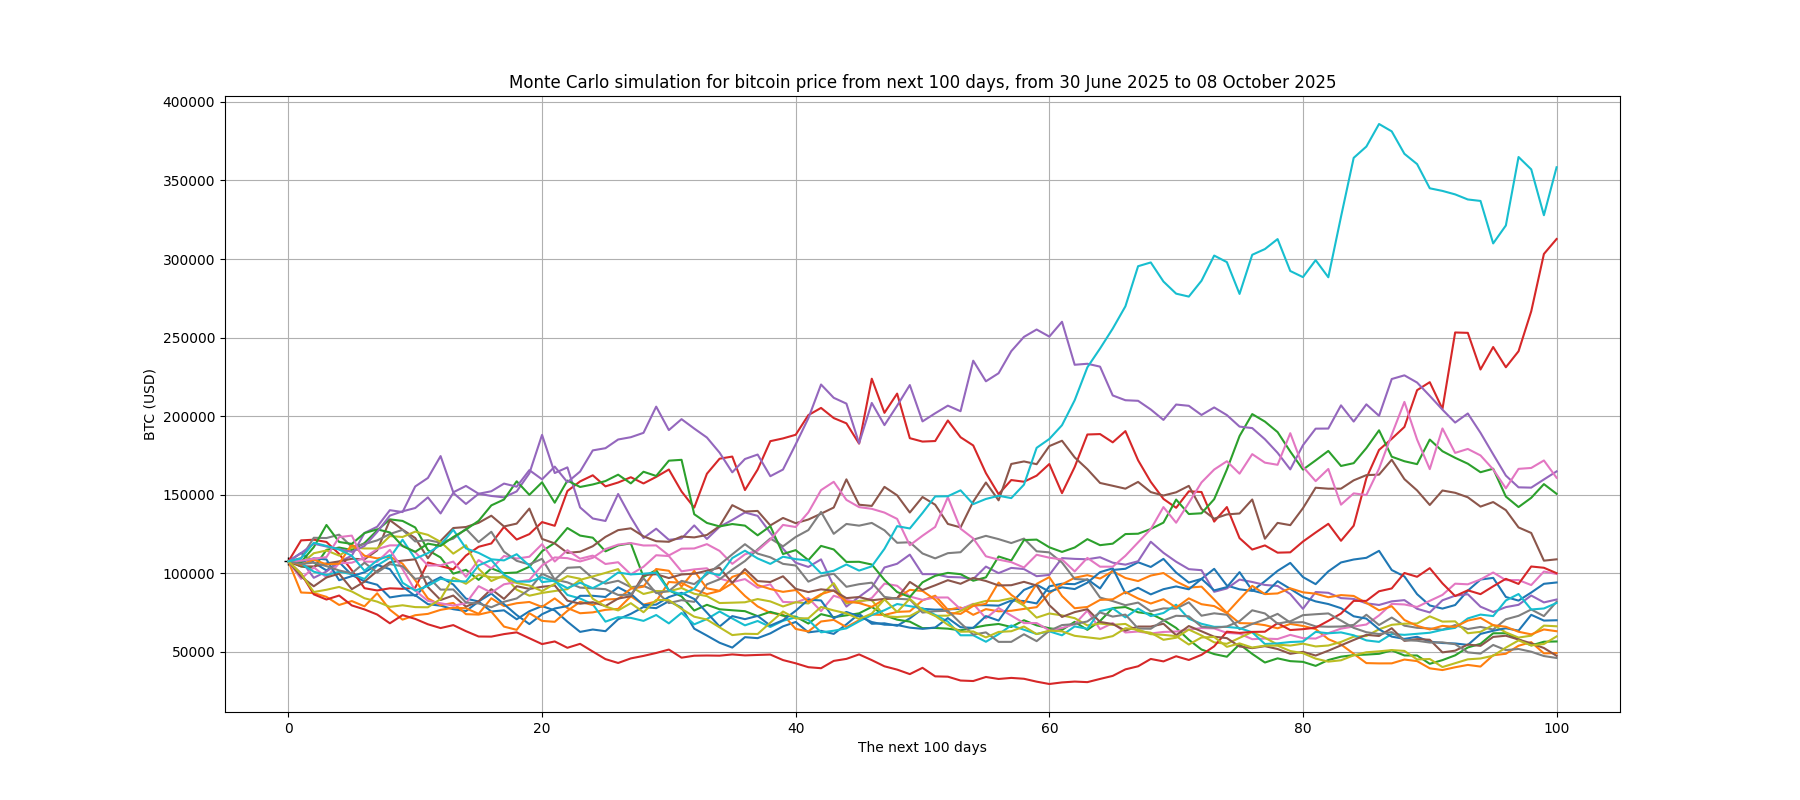 Monte Carlo simulation for bitcoin price from next 100 days, from 30 June 2025 to 08 October 2025
400000
350000
300000
250000
200000
150000
100000
50000
BTC (USD)
0 20 40 60 80 100
The next 100 days